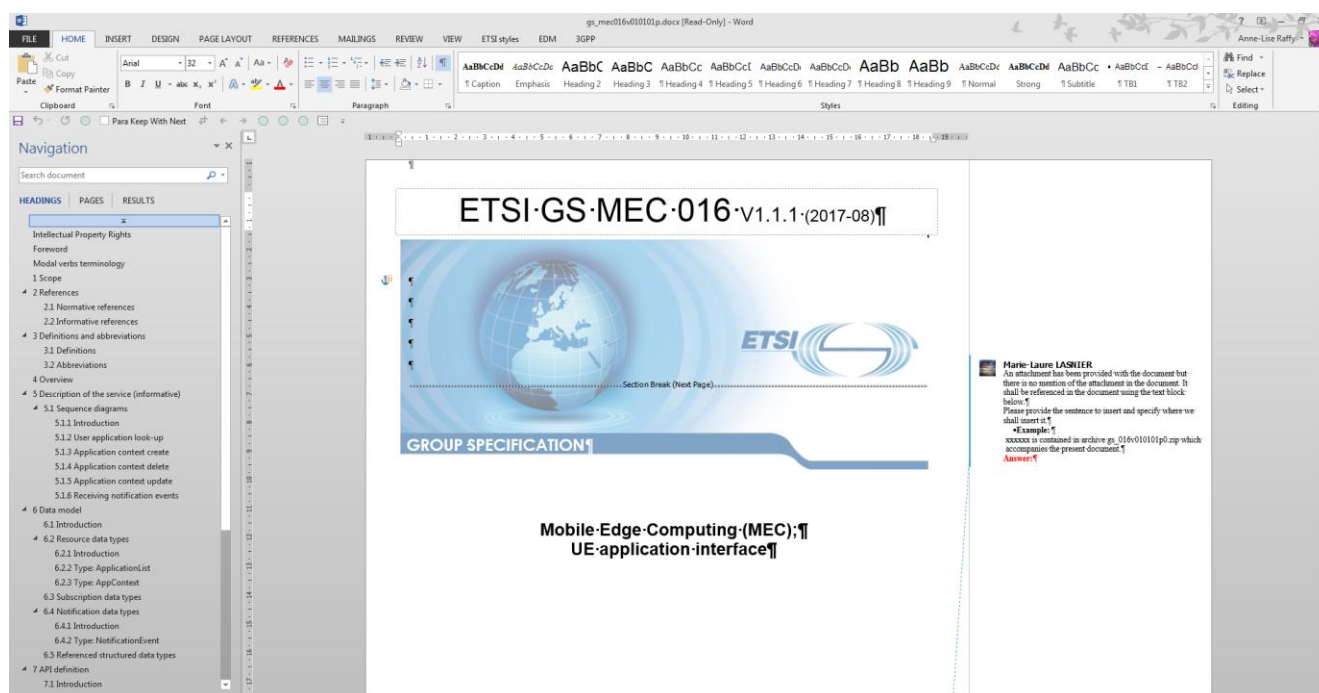 gs_mec016v010101p.docx [Read-Only] - Word
FILE HOME INSERT DESIGN PAGE LAYOUT REFERENCES MAILINGS REVIEW VIEW ETSI styles EDM 3GPP
Anne-Lise Raffy
Cut
Copy
Paste
Format Painter
Clipboard
Arial 32
Font
Paragraph
AaBbCcDd AaBbCcDc AaBbC AaBbC AaBbCc AaBbCcI AaBbCcD AaBbCcD AaBb AaBb AaBbCcDc AaBbCcDd AaBbCc • AaBbCcI – AaBbCcI
¶ Caption Emphasis Heading 2 Heading 3 ¶ Heading 4 ¶ Heading 5 ¶ Heading 6 ¶ Heading 7 ¶ Heading 8 ¶ Heading 9 ¶ Normal Strong ¶ Subtitle ¶ TB1 ¶ TB2
Styles
Find
Replace
Select
Editing
Para Keep With Next
Navigation
Search document
HEADINGS PAGES RESULTS
Intellectual Property Rights
Foreword
Modal verbs terminology
1 Scope
2 References
2.1 Normative references
2.2 Informative references
3 Definitions and abbreviations
3.1 Definitions
3.2 Abbreviations
4 Overview
5 Description of the service (informative)
5.1 Sequence diagrams
5.1.1 Introduction
5.1.2 User application look-up
5.1.3 Application context create
5.1.4 Application context delete
5.1.5 Application context update
5.1.6 Receiving notification events
6 Data model
6.1 Introduction
6.2 Resource data types
6.2.1 Introduction
6.2.2 Type: ApplicationList
6.2.3 Type: AppContext
6.3 Subscription data types
6.4 Notification data types
6.4.1 Introduction
6.4.2 Type: NotificationEvent
6.5 Referenced structured data types
7 API definition
7.1 Introduction
¶
ETSI·GS·MEC·016·V1.1.1·(2017-08)¶
¶
¶
¶
¶
¶
¶
ETSI
Section Break (Next Page)
GROUP SPECIFICATION¶
Mobile·Edge·Computing·(MEC);¶
UE·application·interface¶
Marie-Laure LASNIER
An attachment has been provided with the document but
there is no mention of the attachment in the document. It
shall be referenced in the document using the text block
below.¶
Please provide the sentence to insert and specify where we
shall insert it.¶
•Example: ¶
xxxxxx is contained in archive gs_016v010101p0.zip which
accompanies the present document.¶
Answer:¶